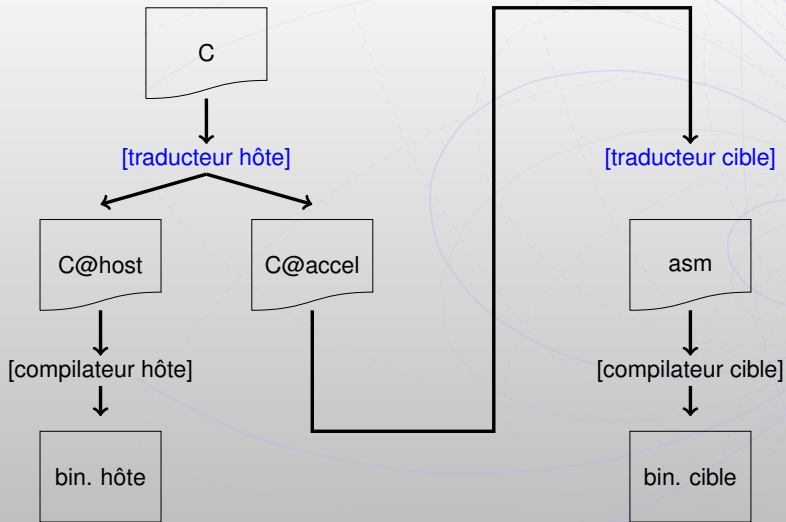 C
[traducteur hôte]
[traducteur cible]
C@host
C@accel
asm
[compilateur hôte]
[compilateur cible]
bin. hôte
bin. cible